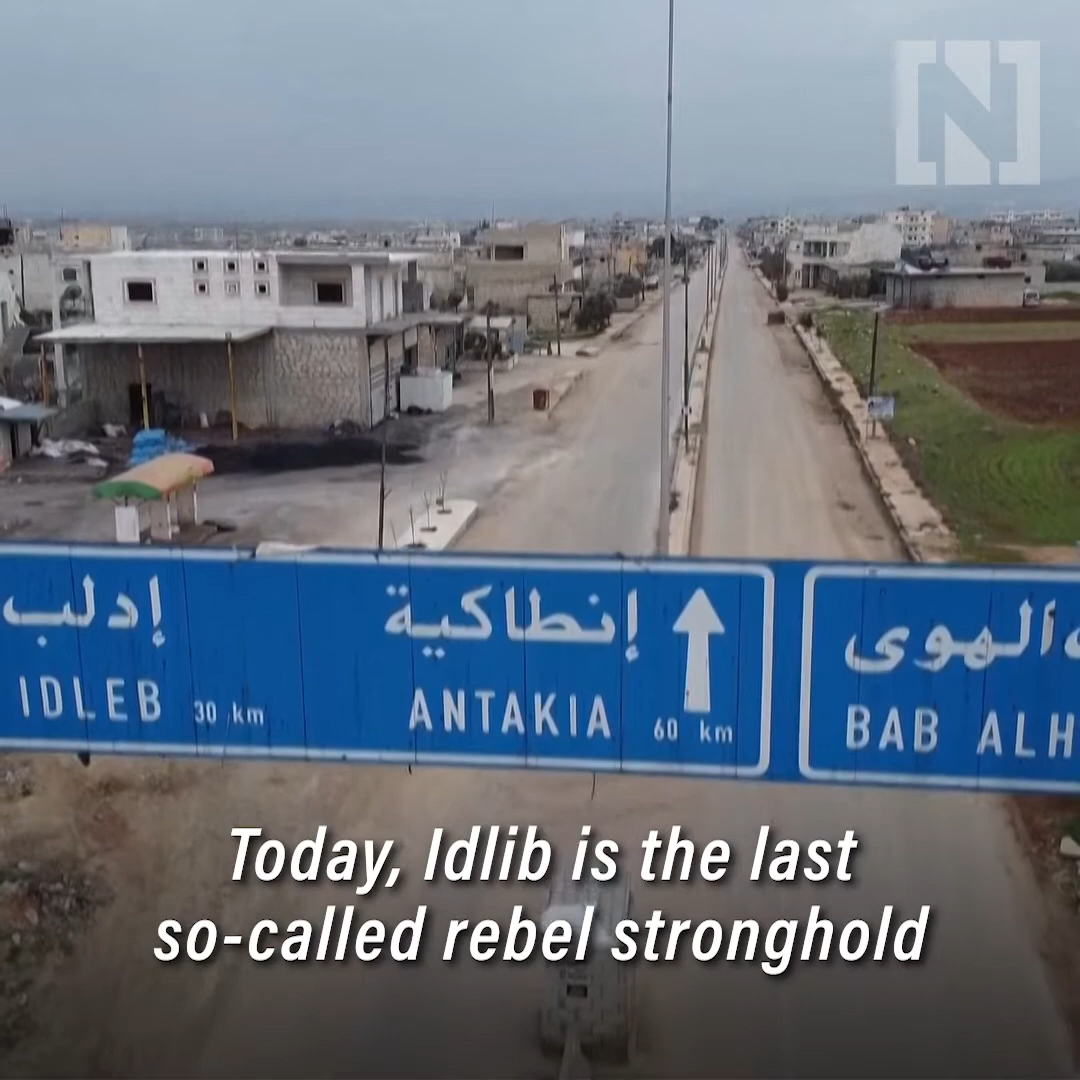 [N]
إدلب
IDLEB 30 km
إنطاكية
ANTAKIA 60 km
الهوى
BAB ALH
Today, Idlib is the last
so-called rebel stronghold